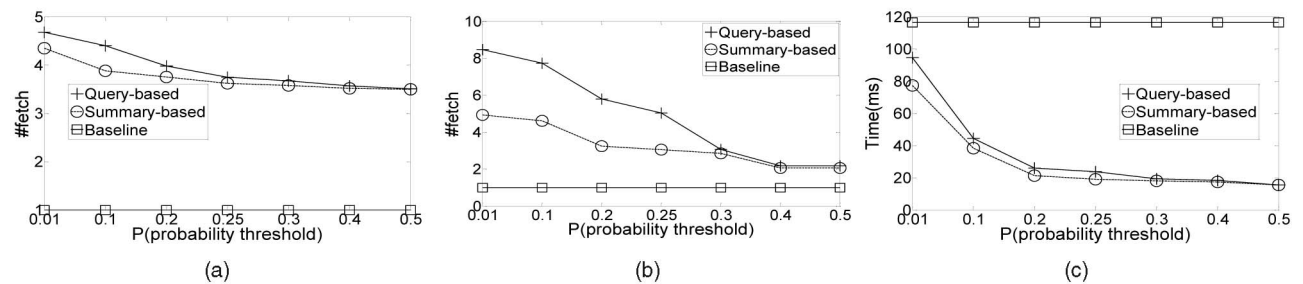 5
4
3
2
1
#fetch
Query-based
Summary-based
Baseline
0.01 0.1 0.2 0.25 0.3 0.4 0.5
P(probability threshold)
(a)
10
8
6
4
2
0
#fetch
Query-based
Summary-based
Baseline
0.01 0.1 0.2 0.25 0.3 0.4 0.5
P(probability threshold)
(b)
120
100
80
60
40
20
0
Time(ms)
Query-based
Summary-based
Baseline
0.01 0.1 0.2 0.25 0.3 0.4 0.5
P(probability threshold)
(c)